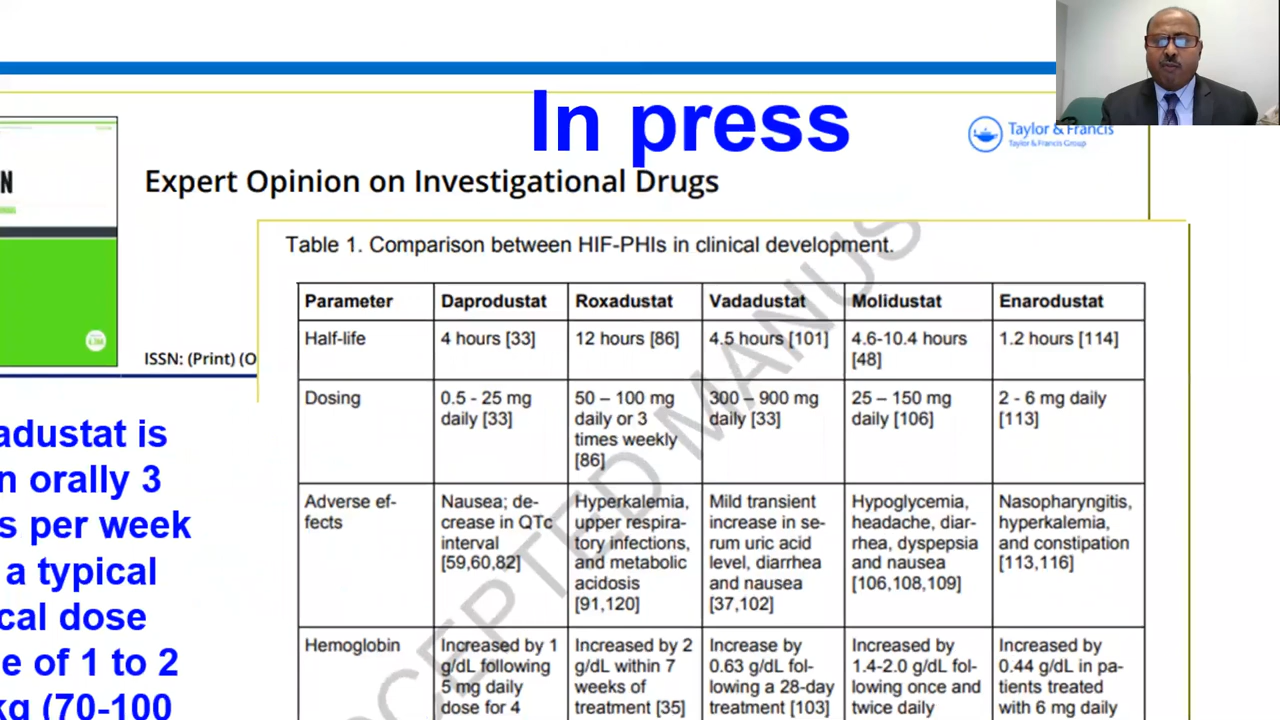 In press
Taylor & Francis
Taylor & Francis Group
N
Expert Opinion on Investigational Drugs
ISSN: (Print) (O
Table 1. Comparison between HIF-PHIs in clinical development.
Parameter Daprodustat Roxadustat Vadadustat Molidustat Enarodustat
Half-life 4 hours [33] 12 hours [86] 4.5 hours [101] 4.6-10.4 hours 1.2 hours [114]
[48]
Dosing 0.5 - 25 mg 50 – 100 mg 300 – 900 mg 25 – 150 mg 2 - 6 mg daily
daily [33] daily or 3 daily [33] daily [106] [113]
times weekly
[86]
Adverse ef- Nausea; de- Hyperkalemia, Mild transient Hypoglycemia, Nasopharyngitis,
fects crease in QTc upper respira- increase in se- headache, diar- hyperkalemia,
interval tory infections, rum uric acid rhea, dyspepsia and constipation
[59,60,82] and metabolic level, diarrhea and nausea [113,116]
acidosis and nausea [106,108,109]
[91,120] [37,102]
Hemoglobin Increased by 1 Increased by 2 Increase by Increased by Increased by
g/dL following g/dL within 7 0.63 g/dL fol- 1.4-2.0 g/dL fol- 0.44 g/dL in pa-
5 mg daily weeks of lowing a 28-day lowing once and tients treated
dose for 4 treatment [35] treatment [103] twice daily with 6 mg daily
CCEPTED MANUS
adustat is
n orally 3
s per week
a typical
cal dose
e of 1 to 2
kg (70-100